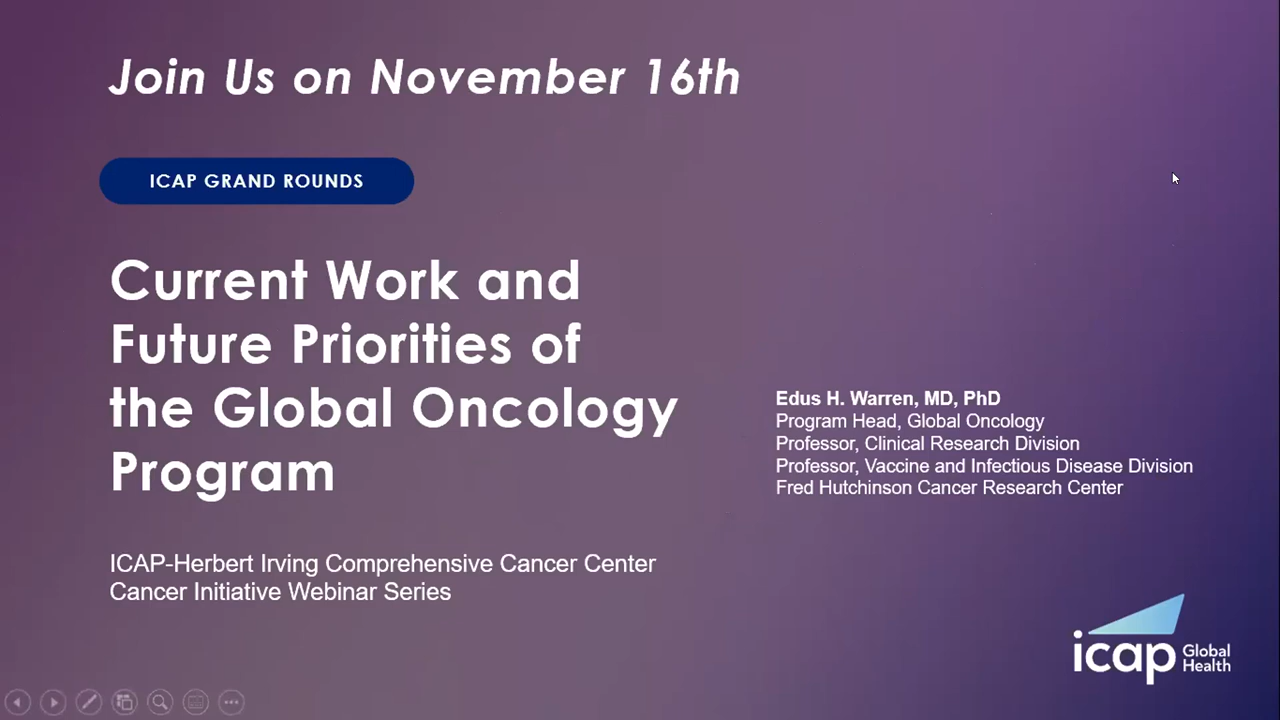 Join Us on November 16th
ICAP GRAND ROUNDS
Current Work and
Future Priorities of
the Global Oncology
Program
Edus H. Warren, MD, PhD
Program Head, Global Oncology
Professor, Clinical Research Division
Professor, Vaccine and Infectious Disease Division
Fred Hutchinson Cancer Research Center
ICAP-Herbert Irving Comprehensive Cancer Center
Cancer Initiative Webinar Series
icap Global
Health